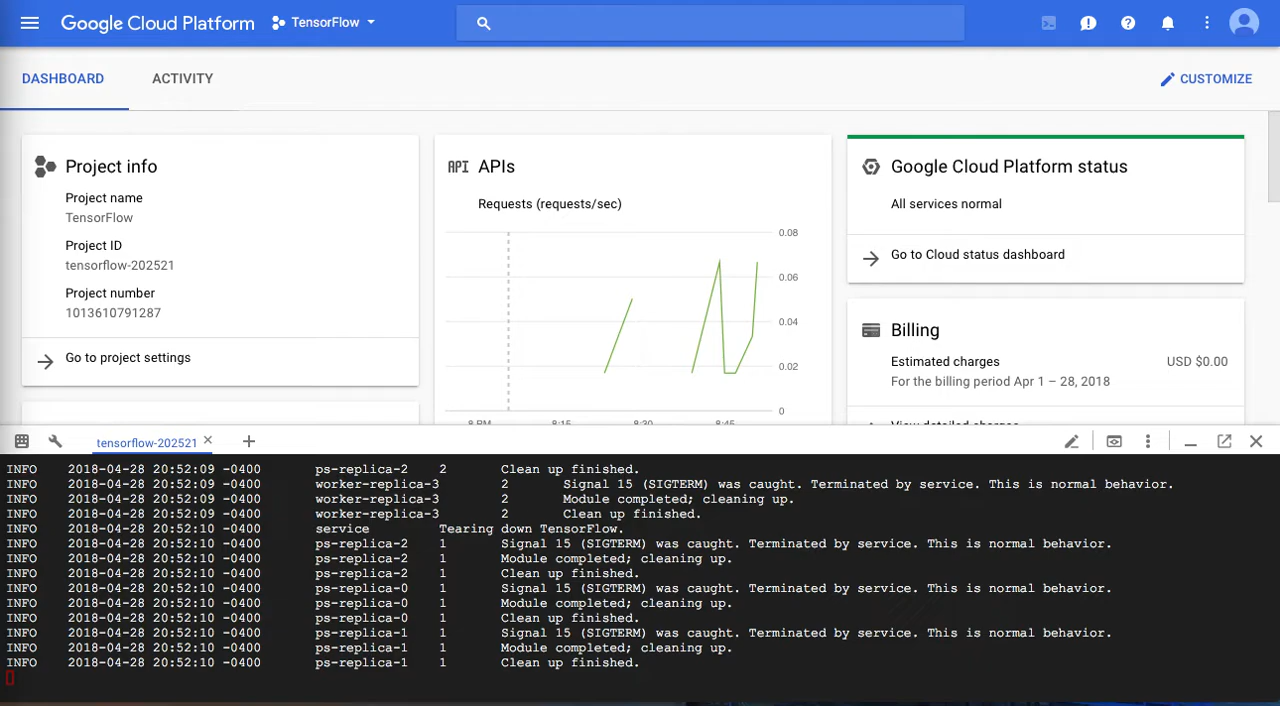 Google Cloud Platform TensorFlow
DASHBOARD ACTIVITY CUSTOMIZE
Project info
Project name
TensorFlow
Project ID
tensorflow-202521
Project number
1013610791287
Go to project settings
API APIs
Requests (requests/sec)
0.08
0.06
0.04
0.02
0
8 PM 8:15 8:30 8:45
Google Cloud Platform status
All services normal
Go to Cloud status dashboard
Billing
Estimated charges USD $0.00
For the billing period Apr 1 – 28, 2018
View detailed charges
tensorflow-202521
INFO 2018-04-28 20:52:09 -0400 ps-replica-2 2 Clean up finished.
INFO 2018-04-28 20:52:09 -0400 worker-replica-3 2 Signal 15 (SIGTERM) was caught. Terminated by service. This is normal behavior.
INFO 2018-04-28 20:52:09 -0400 worker-replica-3 2 Module completed; cleaning up.
INFO 2018-04-28 20:52:09 -0400 worker-replica-3 2 Clean up finished.
INFO 2018-04-28 20:52:10 -0400 service Tearing down TensorFlow.
INFO 2018-04-28 20:52:10 -0400 ps-replica-2 1 Signal 15 (SIGTERM) was caught. Terminated by service. This is normal behavior.
INFO 2018-04-28 20:52:10 -0400 ps-replica-2 1 Module completed; cleaning up.
INFO 2018-04-28 20:52:10 -0400 ps-replica-2 1 Clean up finished.
INFO 2018-04-28 20:52:10 -0400 ps-replica-0 1 Signal 15 (SIGTERM) was caught. Terminated by service. This is normal behavior.
INFO 2018-04-28 20:52:10 -0400 ps-replica-0 1 Module completed; cleaning up.
INFO 2018-04-28 20:52:10 -0400 ps-replica-0 1 Clean up finished.
INFO 2018-04-28 20:52:10 -0400 ps-replica-1 1 Signal 15 (SIGTERM) was caught. Terminated by service. This is normal behavior.
INFO 2018-04-28 20:52:10 -0400 ps-replica-1 1 Module completed; cleaning up.
INFO 2018-04-28 20:52:10 -0400 ps-replica-1 1 Clean up finished.